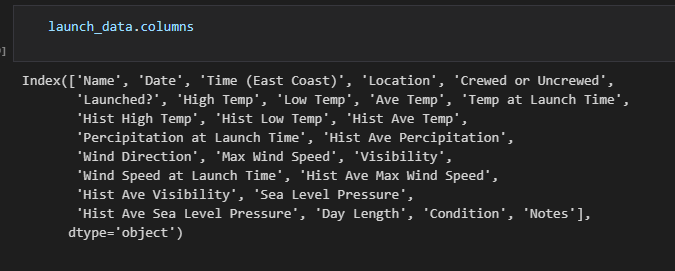 launch_data.columns
]
Index(['Name', 'Date', 'Time (East Coast)', 'Location', 'Crewed or Uncrewed',
'Launched?', 'High Temp', 'Low Temp', 'Ave Temp', 'Temp at Launch Time',
'Hist High Temp', 'Hist Low Temp', 'Hist Ave Temp',
'Percipitation at Launch Time', 'Hist Ave Percipitation',
'Wind Direction', 'Max Wind Speed', 'Visibility',
'Wind Speed at Launch Time', 'Hist Ave Max Wind Speed',
'Hist Ave Visibility', 'Sea Level Pressure',
'Hist Ave Sea Level Pressure', 'Day Length', 'Condition', 'Notes'],
dtype='object')